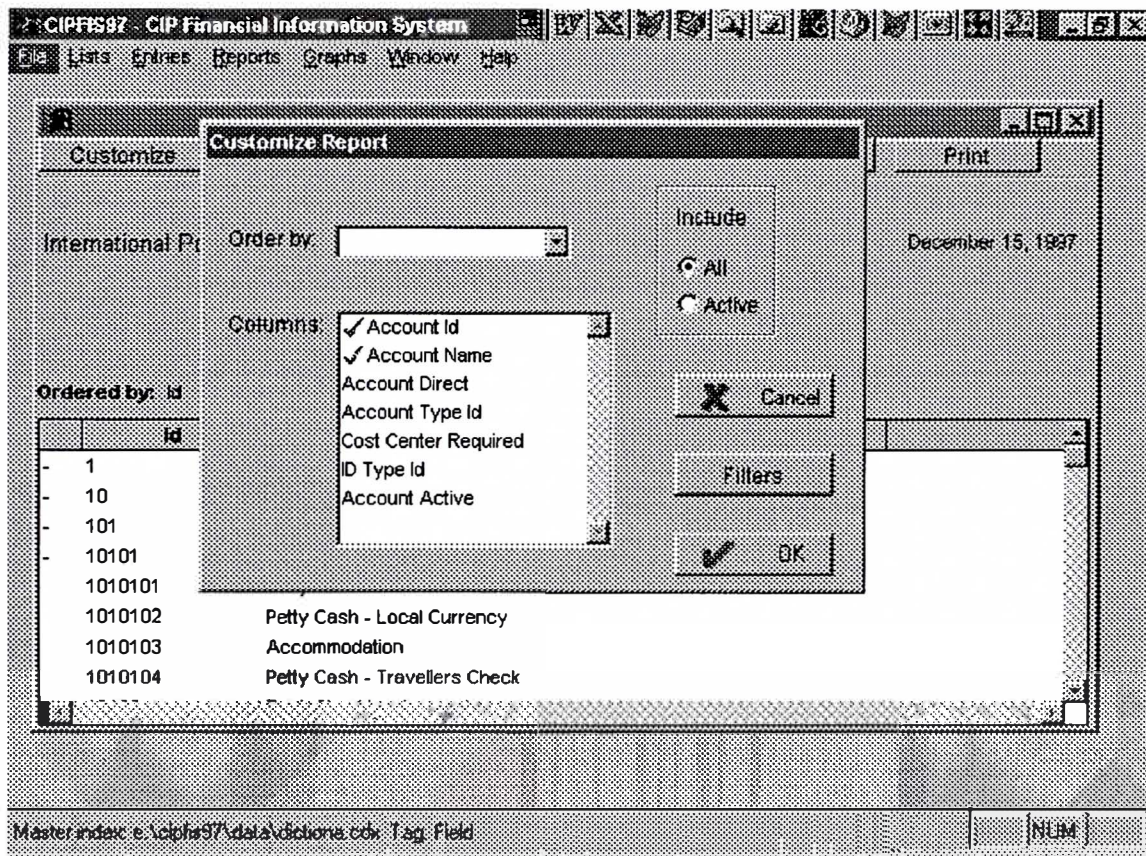 CIPFIS97 - CIP Financial Information System
File Lists Entries Reports Graphs Window Help
Customize
Print
Customize Report
International
December 15, 1997
Order by:
Include
All
Active
Columns:
Account Id
Account Name
Account Direct
Account Type Id
Cost Center Required
ID Type Id
Account Active
Cancel
Filters
OK
Ordered by: Id
Id
- 1
- 10
- 101
- 10101
1010101
1010102 Petty Cash - Local Currency
1010103 Accommodation
1010104 Petty Cash - Travellers Check
Master index: e:\cipfis97\data\dictiona.cdx Tag: Field
NUM